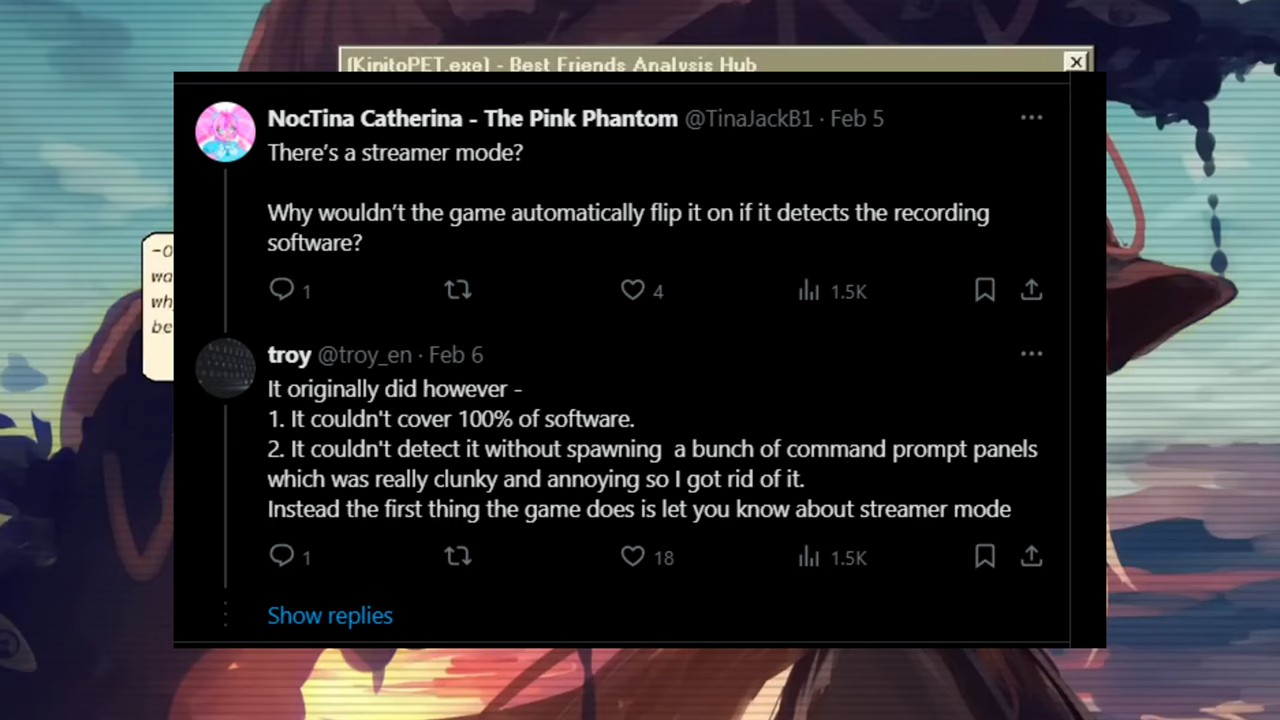 [KinitoPET.exe] - Best Friends Analysis Hub
NocTina Catherina - The Pink Phantom @TinaJackB1 · Feb 5
There's a streamer mode?
Why wouldn't the game automatically flip it on if it detects the recording
software?
1 4 1.5K
troy @troy_en · Feb 6
It originally did however -
1. It couldn't cover 100% of software.
2. It couldn't detect it without spawning  a bunch of command prompt panels
which was really clunky and annoying so I got rid of it.
Instead the first thing the game does is let you know about streamer mode
1 18 1.5K
Show replies